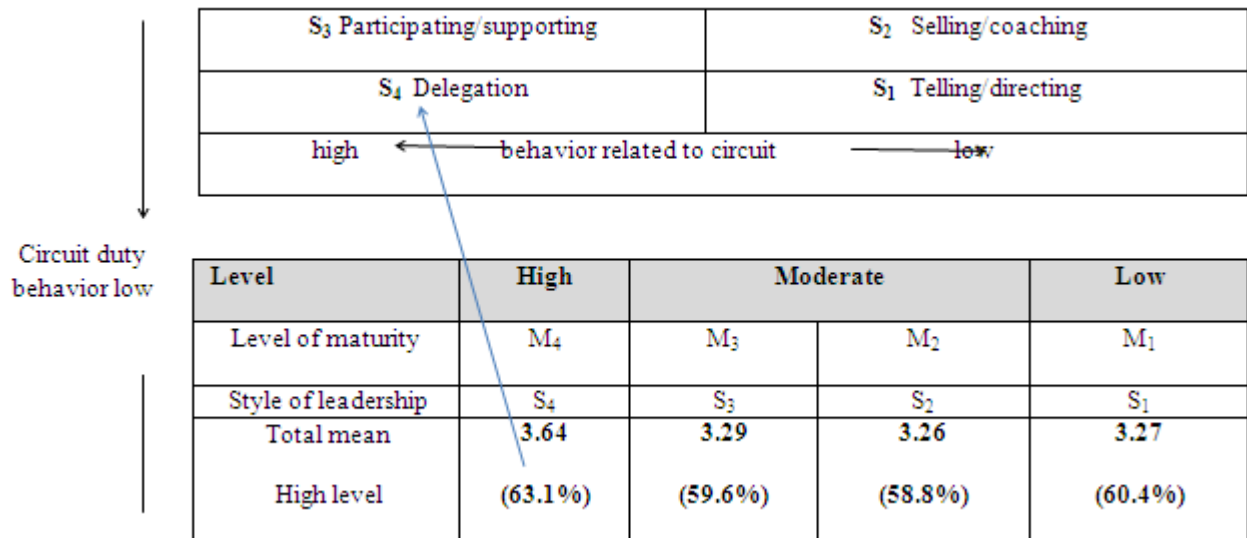 S₃ Participating/supporting S₂ Selling/coaching
S₄ Delegation S₁ Telling/directing
high behavior related to circuit low
Circuit duty
behavior low
Level High Moderate Low
Level of maturity M₄ M₃ M₂ M₁
Style of leadership S₄ S₃ S₂ S₁
Total mean 3.64 3.29 3.26 3.27
High level (63.1%) (59.6%) (58.8%) (60.4%)